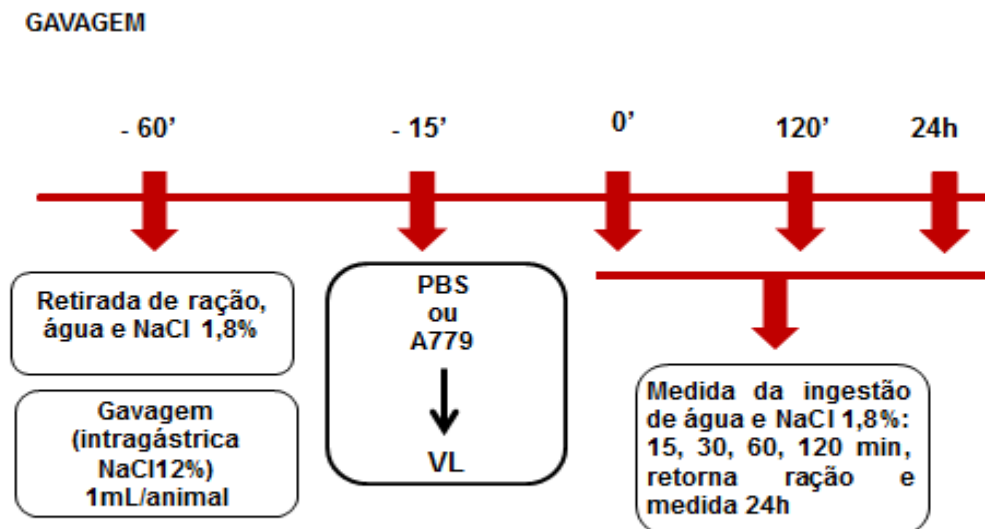 GAVAGEM
- 60’
- 15’
0’
120’
24h
Retirada de ração,
água e NaCl 1,8%
Gavagem
(intragástrica
NaCl12%)
1mL/animal
PBS
ou
A779
VL
Medida da ingestão
de água e NaCl 1,8%:
15, 30, 60, 120 min,
retorna ração e
medida 24h